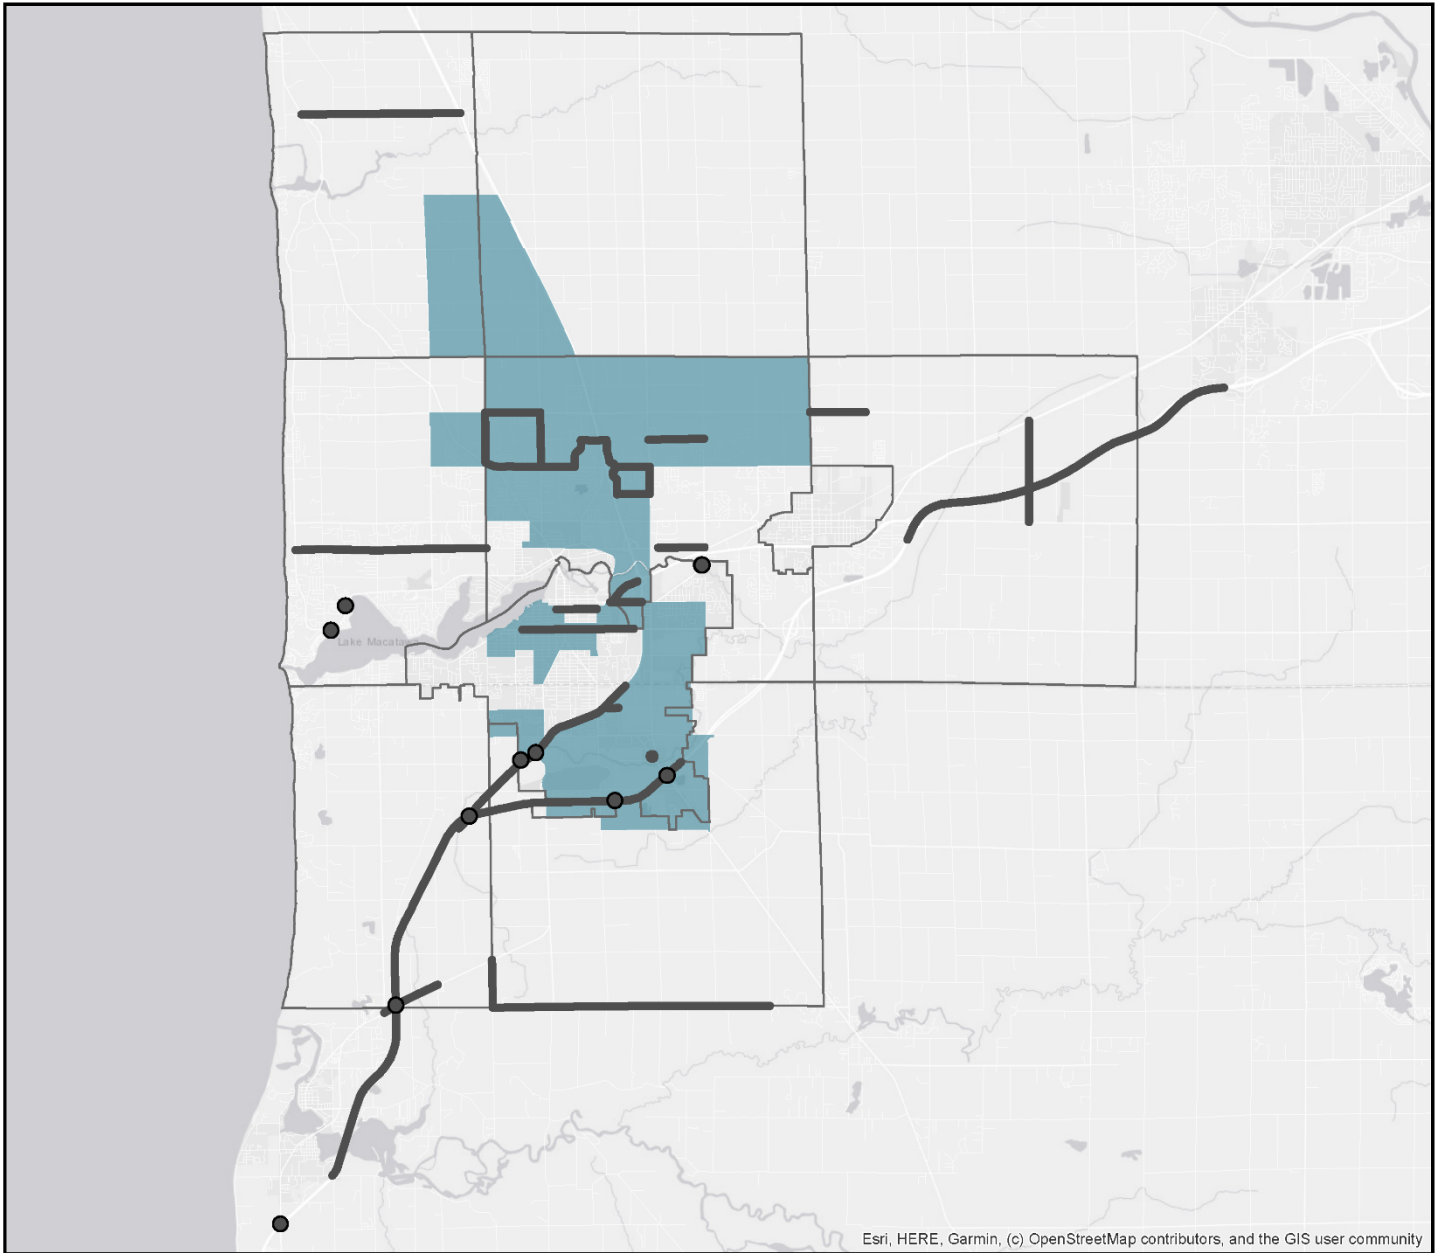 Lake Macatawa
Esri, HERE, Garmin, (c) OpenStreetMap contributors, and the GIS user community